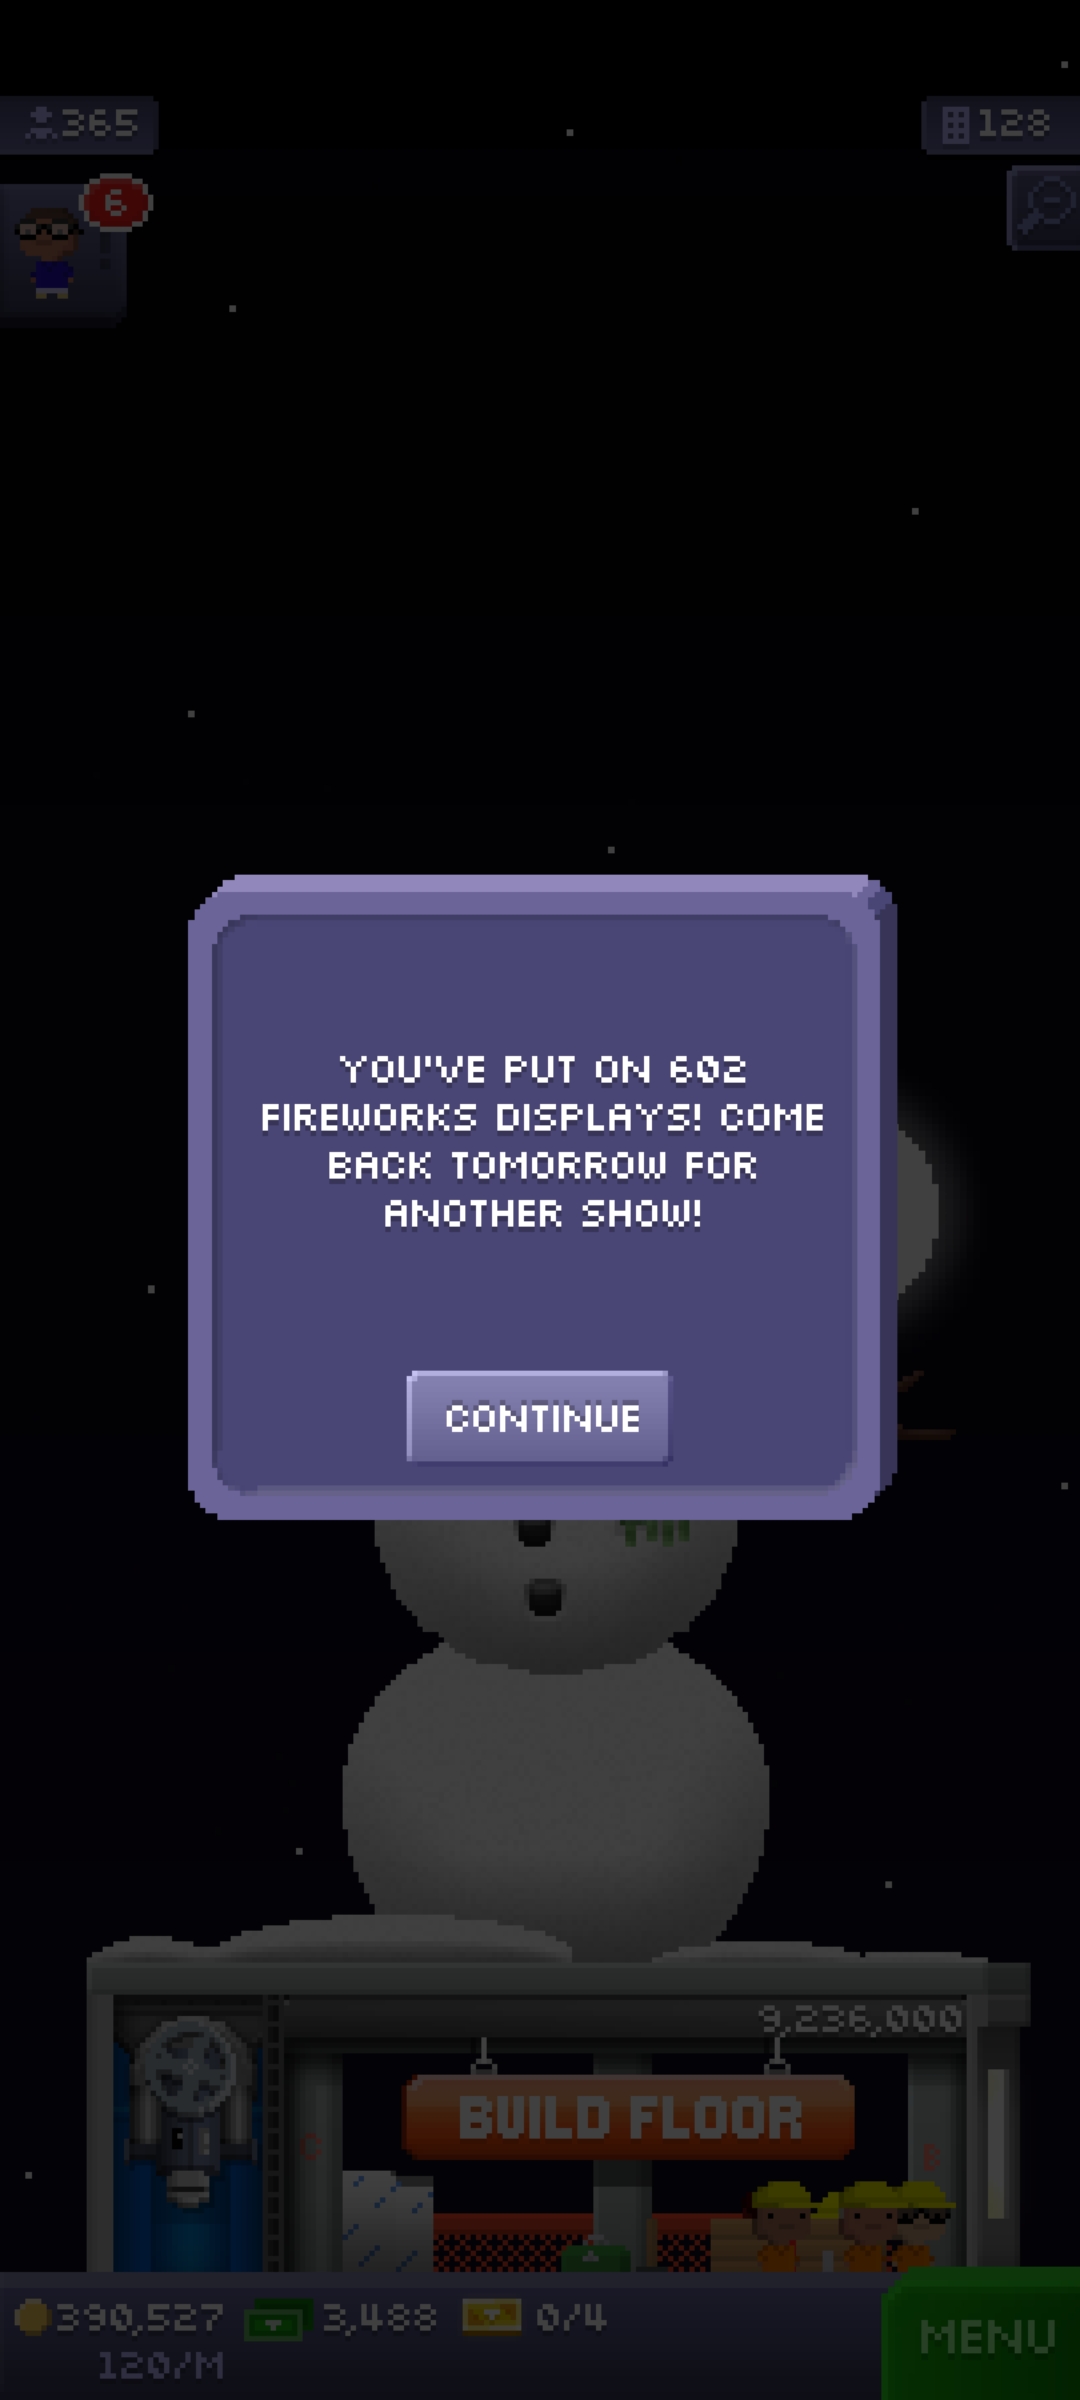 365
128
6
YOU'VE PUT ON 602
FIREWORKS DISPLAYS! COME
BACK TOMORROW FOR
ANOTHER SHOW!
CONTINUE
9,236,000
BUILD FLOOR
C
B
390,527
3,488
0/4
120/M
MENU